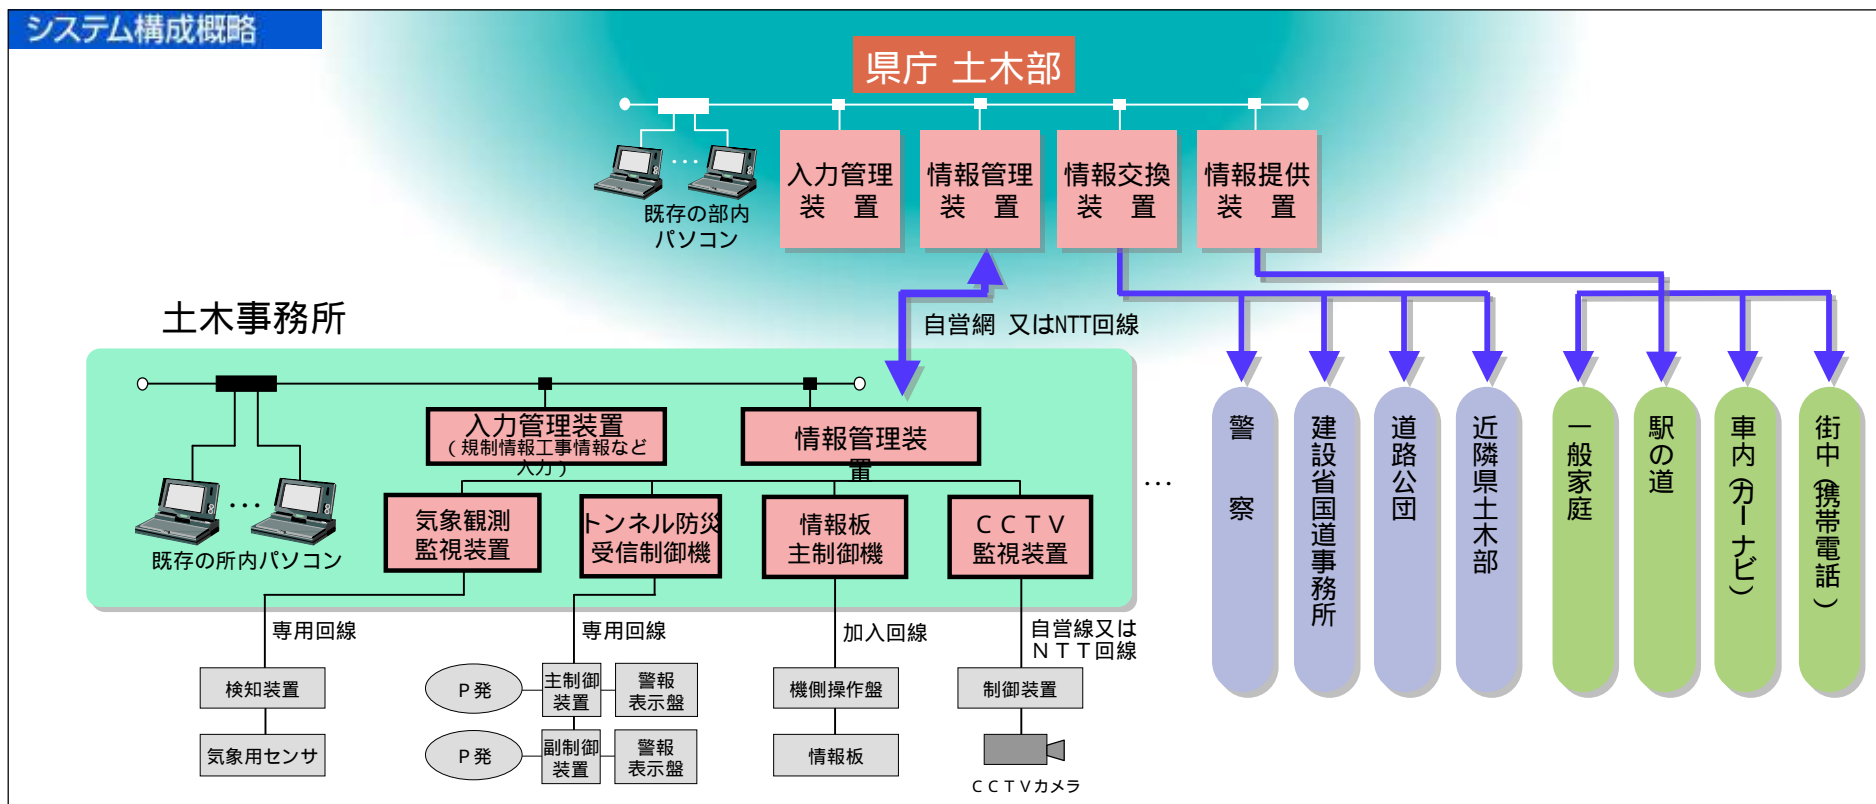 システム構成概略
県庁 土木部
入力管理
装　置
情報管理
装　置
情報交換
装　置
情報提供
装　置
…
既存の部内
パソコン
自営網 又はNTT回線
土木事務所
入力管理装置
(規制情報工事情報など
入力)
情報管理装
置
…
既存の所内パソコン
気象観測
監視装置
トンネル防災
受信制御機
情報板
主制御機
ＣＣＴＶ
監視装置
…
専用回線
専用回線
加入回線
自営線又は
ＮＴＴ回線
検知装置
気象用センサ
Ｐ発
主制御
装置
警報
表示盤
Ｐ発
副制御
装置
警報
表示盤
機側操作盤
情報板
制御装置
ＣＣＴＶカメラ
警　察
建設省国道事務所
道路公団
近隣県土木部
一般家庭
駅の道
車内(カーナビ)
街中(携帯電話)